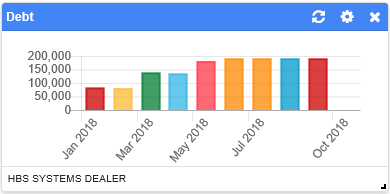 Debt
200,000
150,000
100,000
50,000
0
Jan 2018
Mar 2018
May 2018
Jul 2018
Oct 2018
HBS SYSTEMS DEALER